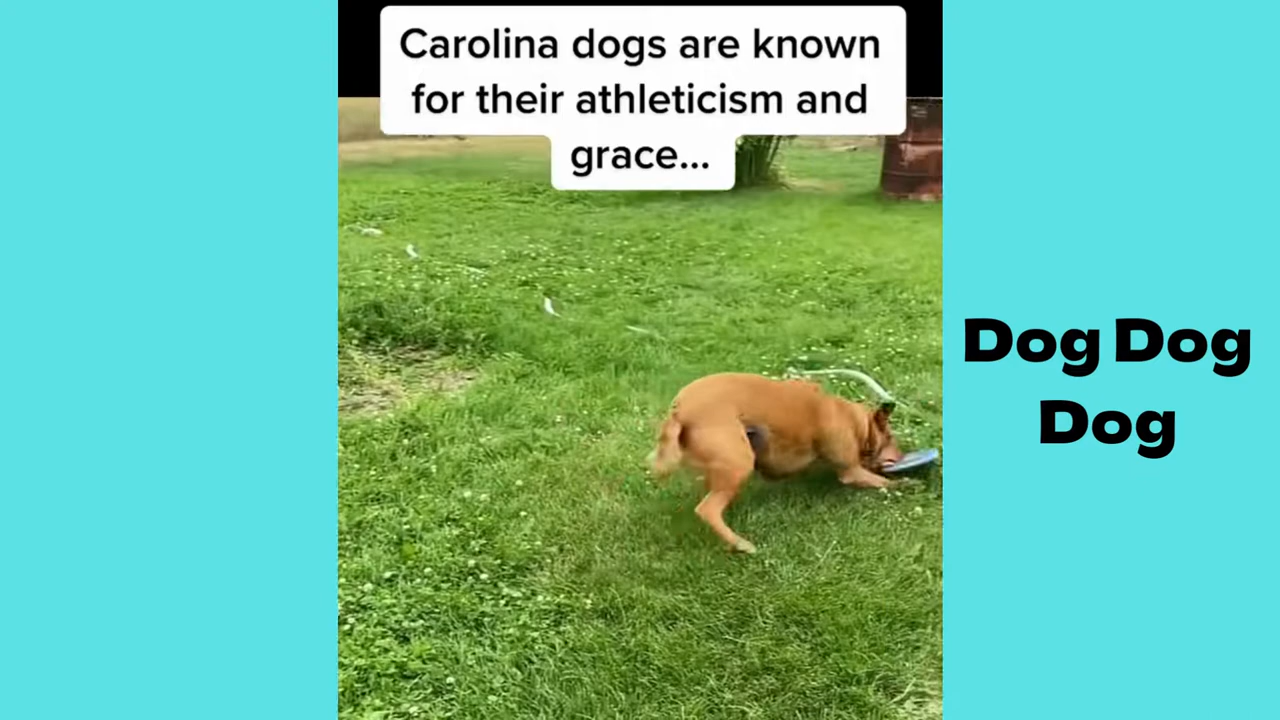 Carolina dogs are known
for their athleticism and
grace...
Dog Dog
Dog